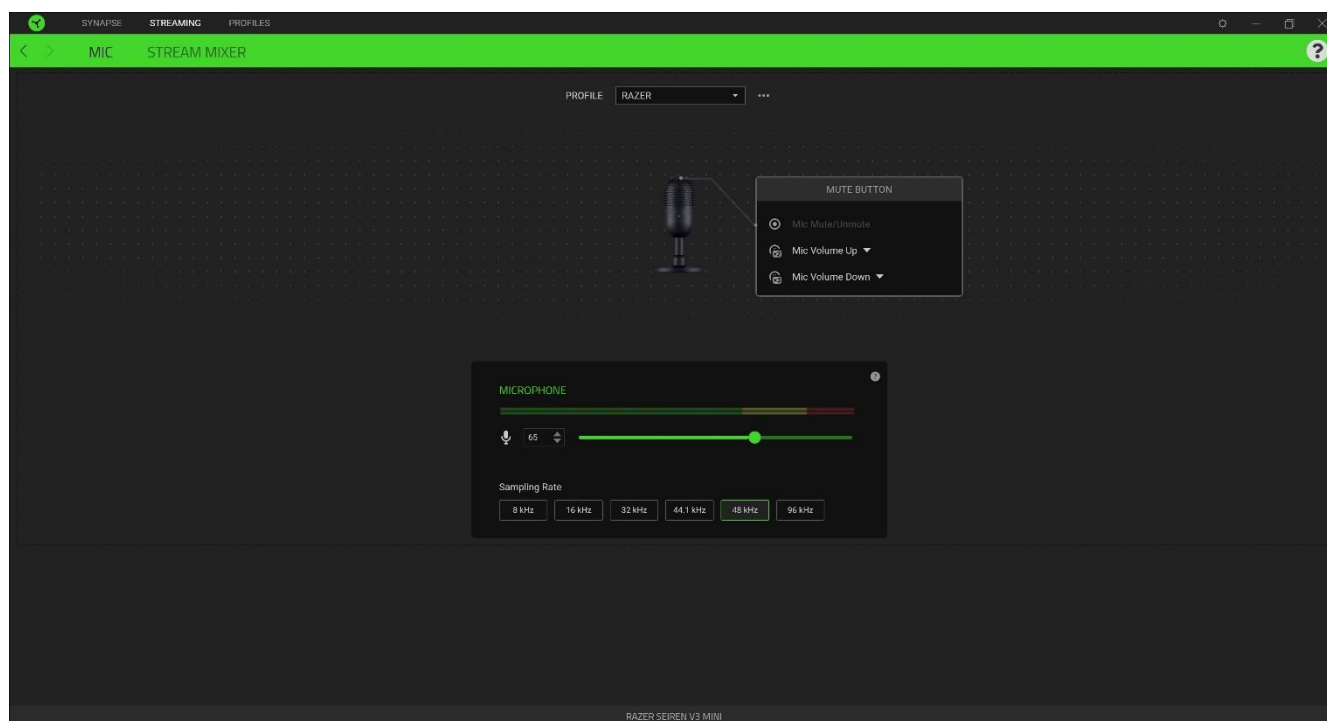 SYNAPSE STREAMING PROFILES
MIC STREAM MIXER ?
PROFILE RAZER
MUTE BUTTON
Mic Mute/Unmute
Mic Volume Up
Mic Volume Down
?
MICROPHONE
65
Sampling Rate
8 kHz 16 kHz 32 kHz 44.1 kHz 48 kHz 96 kHz
RAZER SEIREN V3 MINI